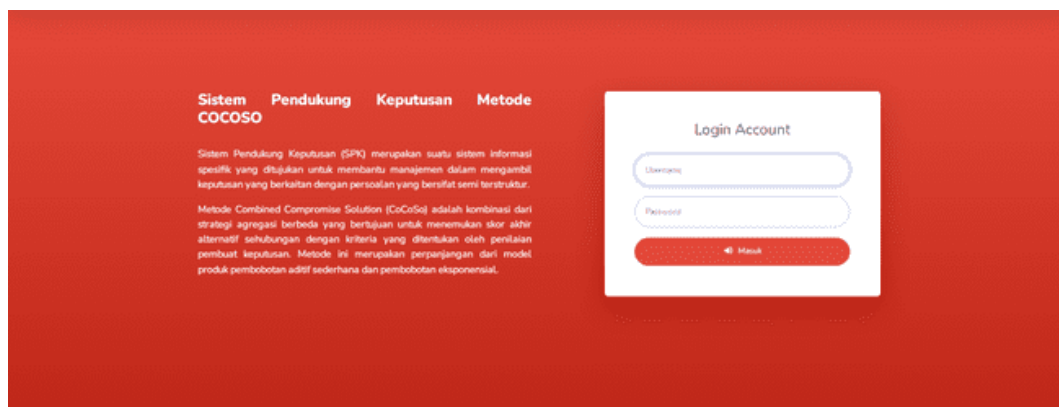 Sistem Pendukung Keputusan Metode
COCOSO
Sistem Pendukung Keputusan (SPK) merupakan suatu sistem informasi
spesifik yang ditujukan untuk membantu manajemen dalam mengambil
keputusan yang berkaitan dengan persoalan yang bersifat semi terstruktur.
Metode Combined Compromise Solution (CoCoSo) adalah kombinasi dari
strategi agregasi berbeda yang bertujuan untuk menemukan skor akhir
alternatif sehubungan dengan kriteria yang ditentukan oleh penilaian
pembuat keputusan. Metode ini merupakan perpanjangan dari model
produk pembobotan aditif sederhana dan pembobotan eksponensial.
Login Account
Username
Password
Masuk